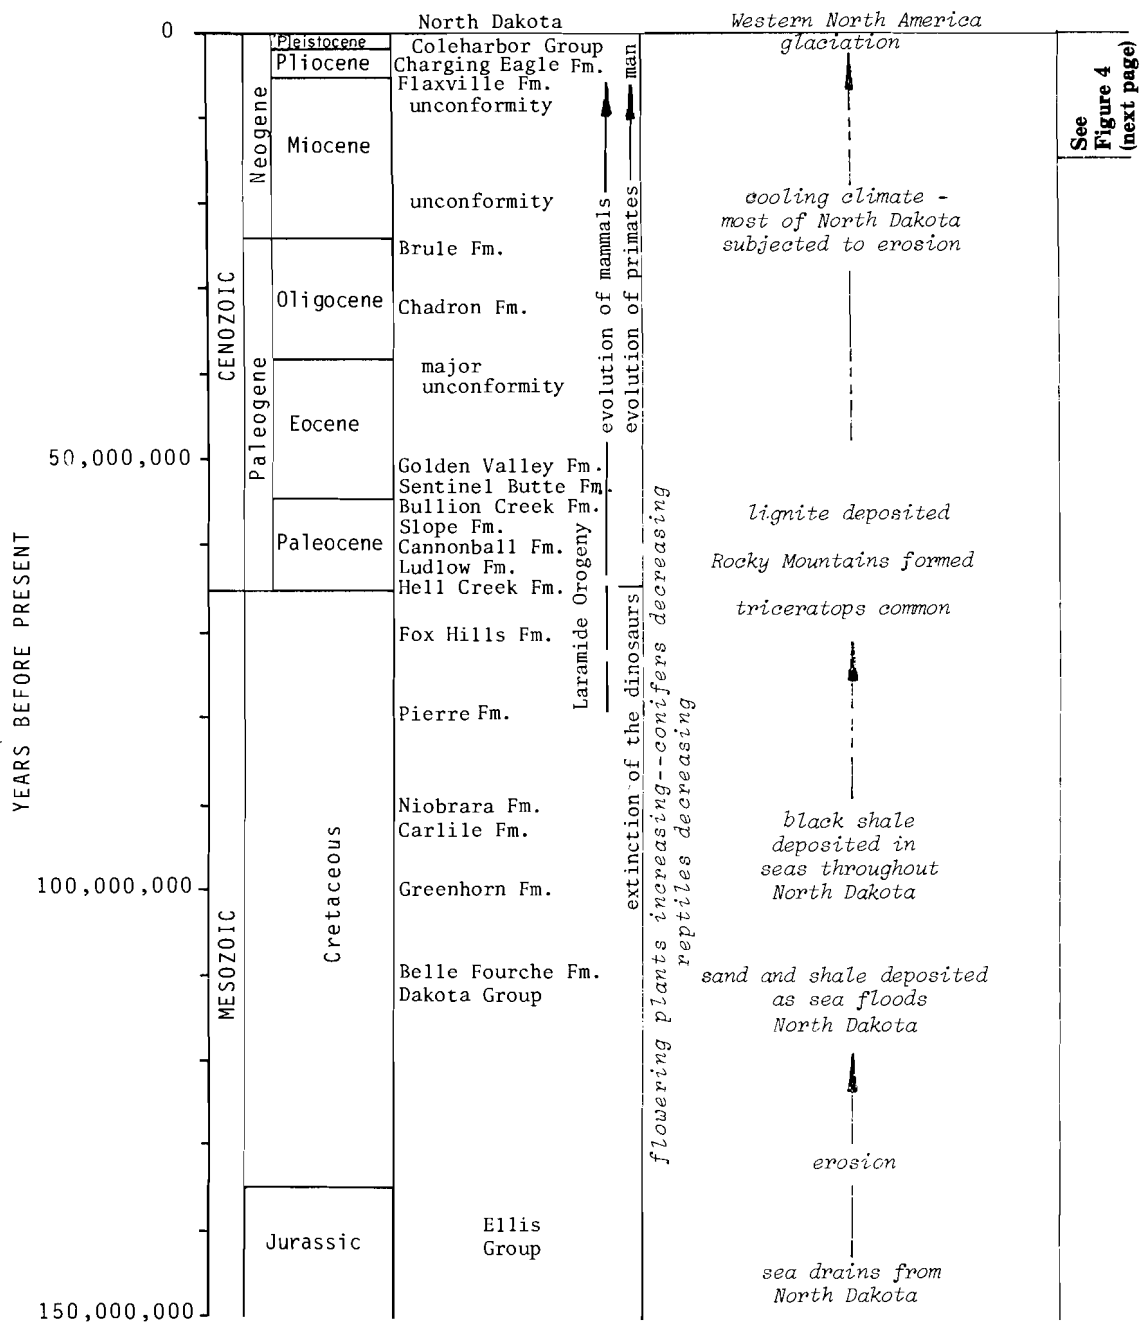 North Dakota
Western North America
0
Pleistocene
Coleharbor Group
glaciation
Pliocene
Charging Eagle Fm.
man
See
Figure 4
(next page)
Flaxville Fm.
unconformity
Neogene
Miocene
unconformity
cooling climate -
most of North Dakota
subjected to erosion
Brule Fm.
evolution of mammals
evolution of primates
CENOZOIC
Oligocene
Chadron Fm.
major
unconformity
Paleogene
Eocene
50,000,000
Golden Valley Fm.
Sentinel Butte Fm.
Bullion Creek Fm.
lignite deposited
Slope Fm.
Paleocene
Cannonball Fm.
Rocky Mountains formed
Ludlow Fm.
Hell Creek Fm.
triceratops common
Laramide Orogeny
Fox Hills Fm.
YEARS BEFORE PRESENT
Pierre Fm.
extinction of the dinosaurs
flowering plants increasing--conifers decreasing
reptiles decreasing
Niobrara Fm.
Carlile Fm.
black shale
deposited in
seas throughout
North Dakota
100,000,000
Greenhorn Fm.
Cretaceous
MESOZOIC
Belle Fourche Fm.
Dakota Group
sand and shale deposited
as sea floods
North Dakota
erosion
Jurassic
Ellis
Group
sea drains from
North Dakota
150,000,000